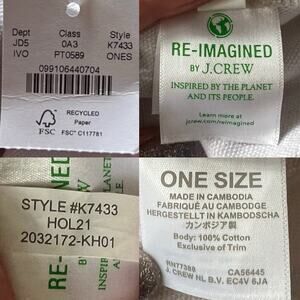 Dept Class Style
JD5 0A3 K7433
IVO PT0589 ONES
099106440704
FSC
RECYCLED
Paper
FSC® C117781
RE-IMAGINED
BY J.CREW
INSPIRED BY THE PLANET
AND ITS PEOPLE.
Learn more at
jcrew.com/reimagined
STYLE #K7433
HOL21
2032172-KH01
RE-
ONE SIZE
MADE IN CAMBODIA
FABRIQUÉ AU CAMBODGE
HERGESTELLT IN KAMBODSCHA
カンボジア製
Body: 100% Cotton
Exclusive of Trim
RN77388 CA56445
J. CREW NL B.V. EC4V 6JA